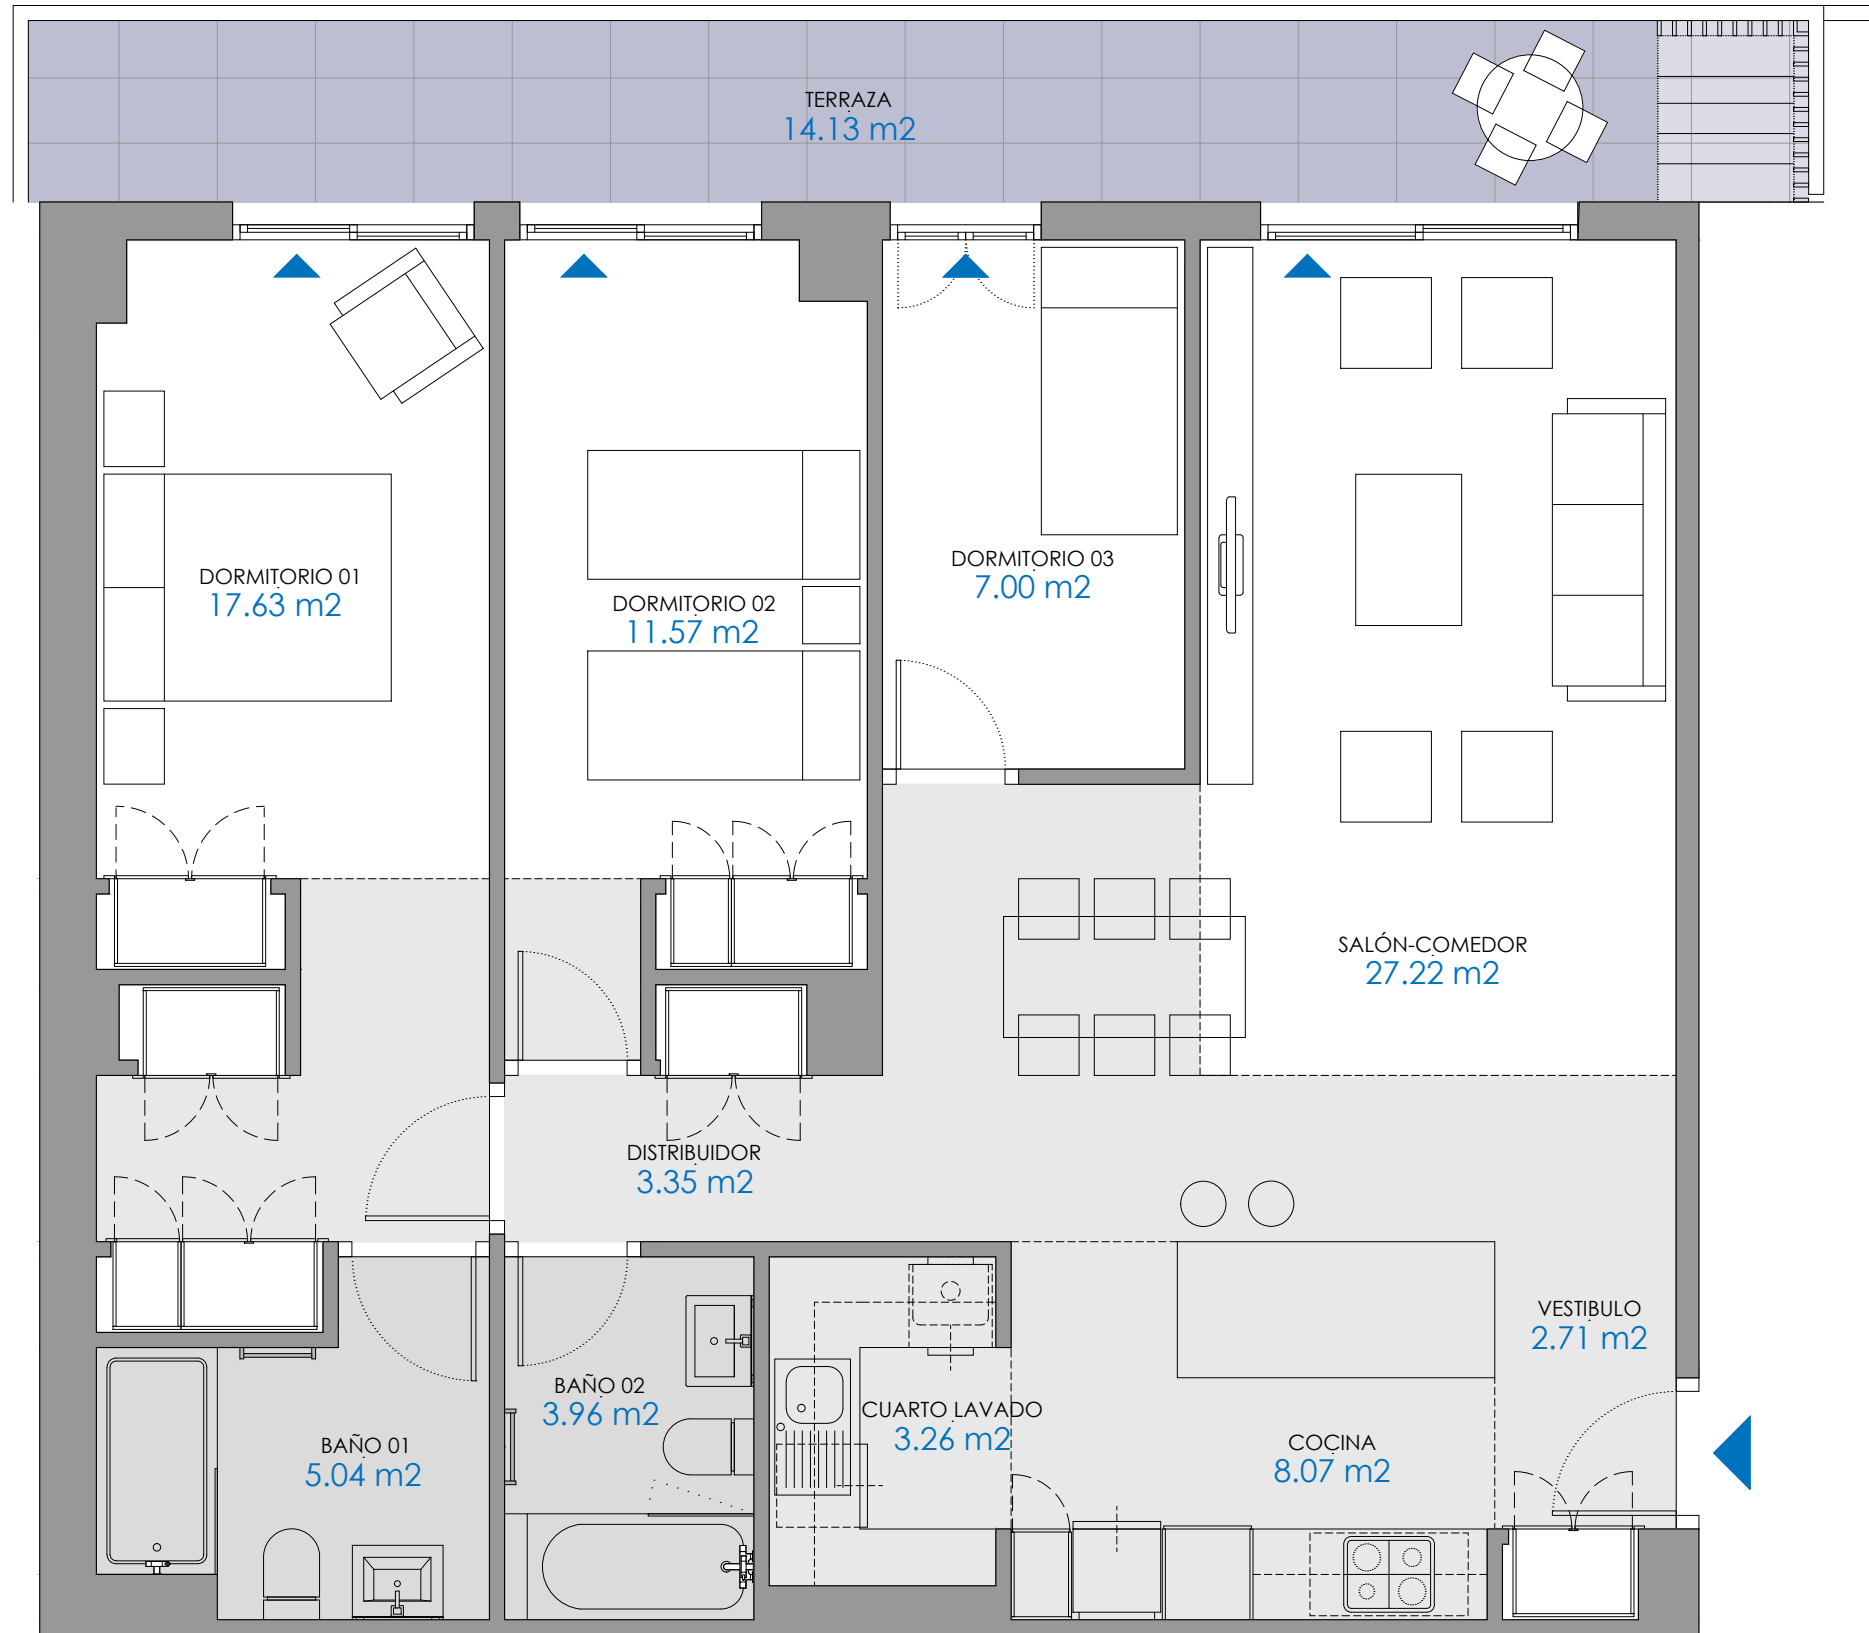 TERRAZA
14.13 m2
DORMITORIO 01
17.63 m2
DORMITORIO 02
11.57 m2
DORMITORIO 03
7.00 m2
SALÓN-COMEDOR
27.22 m2
DISTRIBUIDOR
3.35 m2
VESTIBULO
2.71 m2
BAÑO 01
5.04 m2
BAÑO 02
3.96 m2
CUARTO LAVADO
3.26 m2
COCINA
8.07 m2